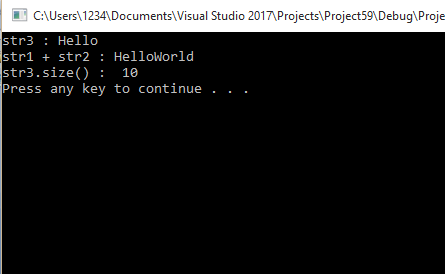 C:\Users\1234\Documents\Visual Studio 2017\Projects\Project59\Debug\Proje
str3 : Hello
str1 + str2 : HelloWorld
str3.size() :  10
Press any key to continue . . .